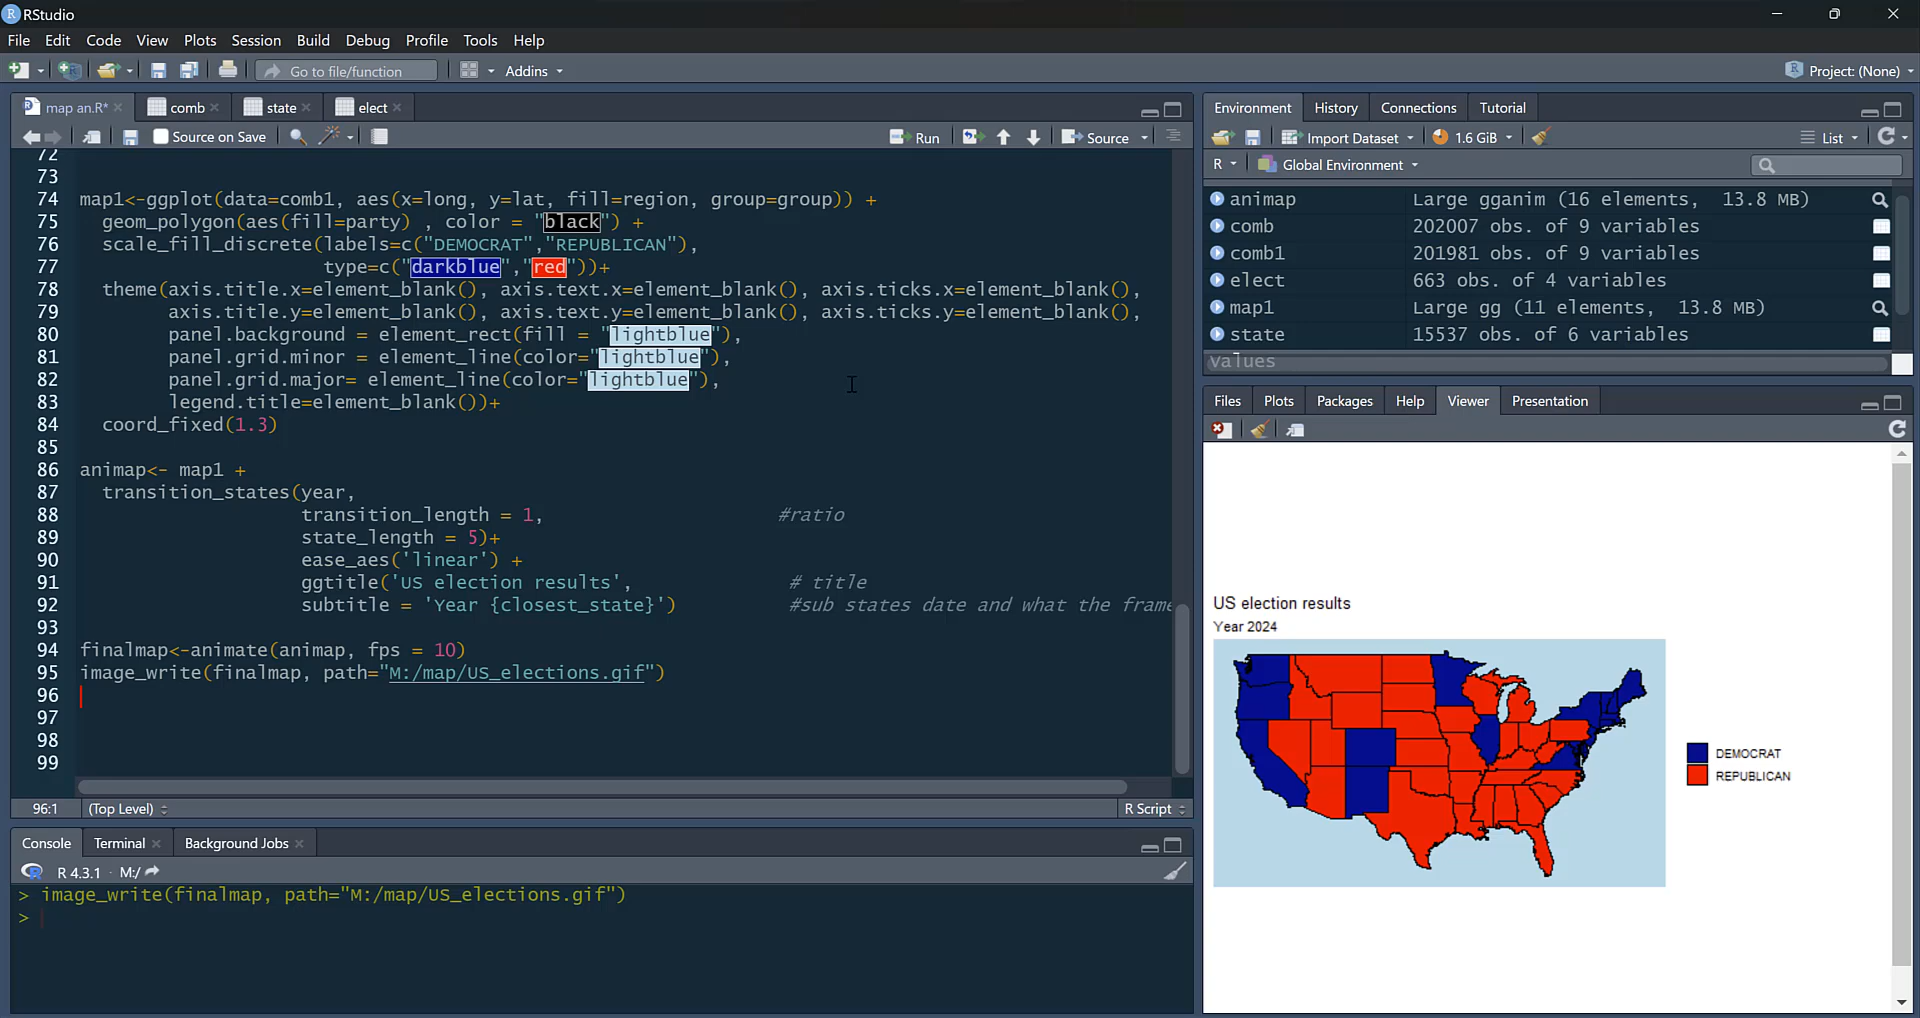 RStudio
File Edit Code View Plots Session Build Debug Profile Tools Help
Go to file/function Addins Project: (None)
map an.R* comb state elect
Source on Save Run Source
72
73
74 map1<-ggplot(data=comb1, aes(x=long, y=lat, fill=region, group=group)) +
75 geom_polygon(aes(fill=party) , color = "black") +
76 scale_fill_discrete(labels=c("DEMOCRAT","REPUBLICAN"),
77 type=c("darkblue","red"))+
78 theme(axis.title.x=element_blank(), axis.text.x=element_blank(), axis.ticks.x=element_blank(),
79 axis.title.y=element_blank(), axis.text.y=element_blank(), axis.ticks.y=element_blank(),
80 panel.background = element_rect(fill = "lightblue"),
81 panel.grid.minor = element_line(color="lightblue"),
82 panel.grid.major= element_line(color="lightblue"),
83 legend.title=element_blank())+
84 coord_fixed(1.3)
85
86 animap<- map1 +
87 transition_states(year,
88 transition_length = 1, #ratio
89 state_length = 5)+
90 ease_aes('linear') +
91 ggtitle('US election results', # title
92 subtitle = 'Year {closest_state}') #sub states date and what the frame
93
94 finalmap<-animate(animap, fps = 10)
95 image_write(finalmap, path="M:/map/US_elections.gif")
96
97
98
99
96:1 (Top Level) R Script
Console Terminal Background Jobs
R 4.3.1 · M:/
> image_write(finalmap, path="M:/map/US_elections.gif")
>
Environment History Connections Tutorial
Import Dataset 1.6 GiB List
R Global Environment
animap Large gganim (16 elements, 13.8 MB)
comb 202007 obs. of 9 variables
comb1 201981 obs. of 9 variables
elect 663 obs. of 4 variables
map1 Large gg (11 elements, 13.8 MB)
state 15537 obs. of 6 variables
Values
Files Plots Packages Help Viewer Presentation
US election results
Year 2024
DEMOCRAT
REPUBLICAN